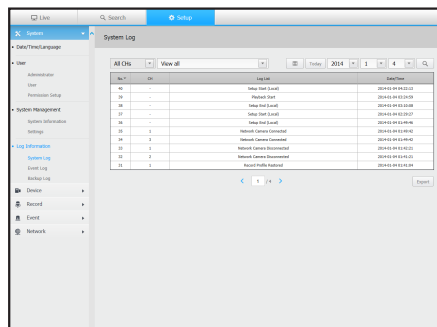 Live
Search
Setup
System
Date/Time/Language
User
Administrator
User
Permission Setup
System Management
System Information
Settings
Log Information
System Log
Event Log
Backup Log
Device
Record
Event
Network
System Log
All CHs View all Today 2014 - 1 - 4
No. CH Log List Date/Time
40 - Setup Start (Local) 2014-01-04 04:22:13
39 - Playback Start 2014-01-04 03:24:59
38 - Setup End (Local) 2014-01-04 03:16:08
37 - Setup Start (Local) 2014-01-04 02:39:27
36 - Setup End (Local) 2014-01-04 01:49:46
35 1 Network Camera Connected 2014-01-04 01:48:42
34 2 Network Camera Connected 2014-01-04 01:48:42
33 1 Network Camera Disconnected 2014-01-04 01:42:21
32 2 Network Camera Disconnected 2014-01-04 01:41:21
31 1 Record Profile Restored 2014-01-04 01:41:04
1 / 4
Export